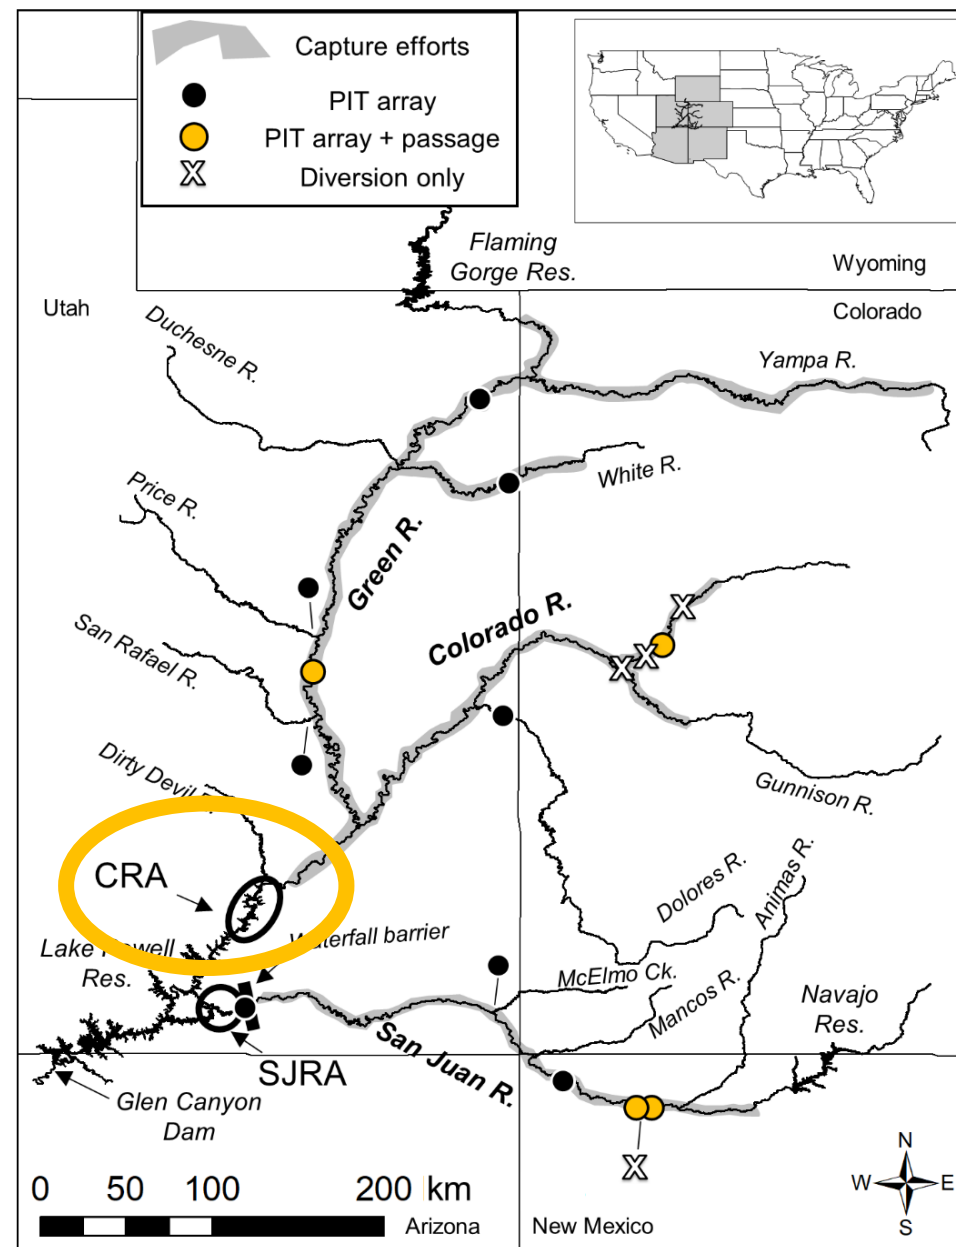 Capture efforts
PIT array
PIT array + passage
X
Diversion only
Flaming
Gorge Res.
Wyoming
Utah
Colorado
Duchesne R.
Yampa R.
White R.
Price R.
Green R.
San Rafael R.
Colorado R.
X
X
X
Dirty Devil
Gunnison R.
CRA
Dolores R.
Animas R.
Waterfall barrier
Lake Powell
Res.
McElmo Ck.
Mancos R.
Navajo
Res.
San Juan R.
SJRA
Glen Canyon
Dam
X
N
W
E
S
0 50 100 200 km
Arizona
New Mexico